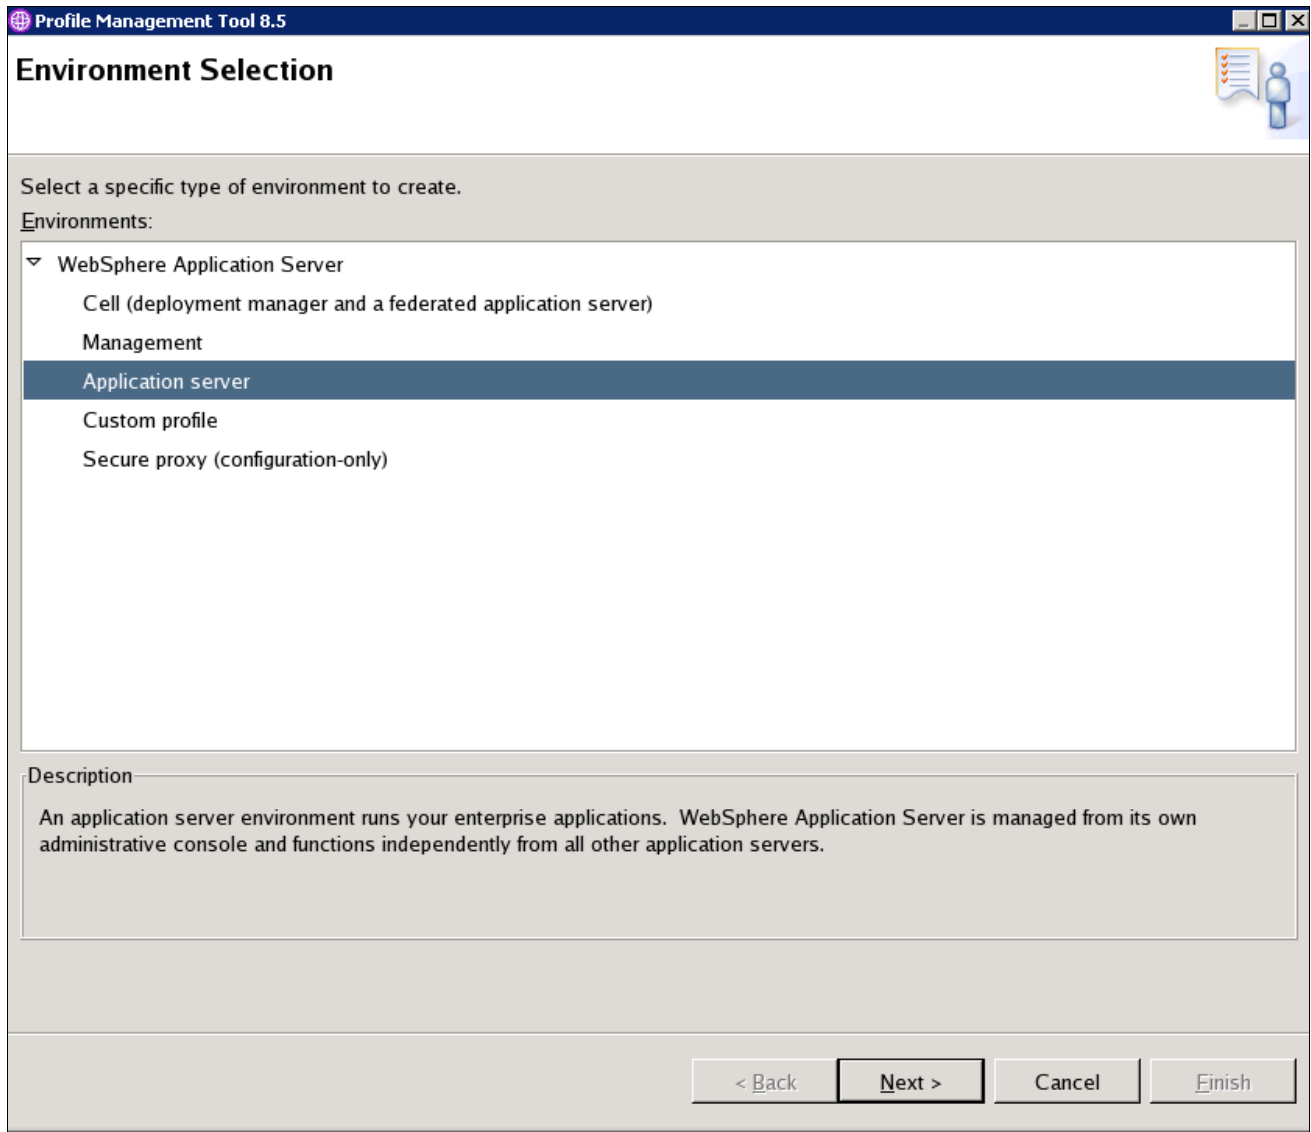 Profile Management Tool 8.5
Environment Selection
Select a specific type of environment to create.
Environments:
WebSphere Application Server
Cell (deployment manager and a federated application server)
Management
Application server
Custom profile
Secure proxy (configuration-only)
Description
An application server environment runs your enterprise applications.  WebSphere Application Server is managed from its own
administrative console and functions independently from all other application servers.
< Back
Next >
Cancel
Finish